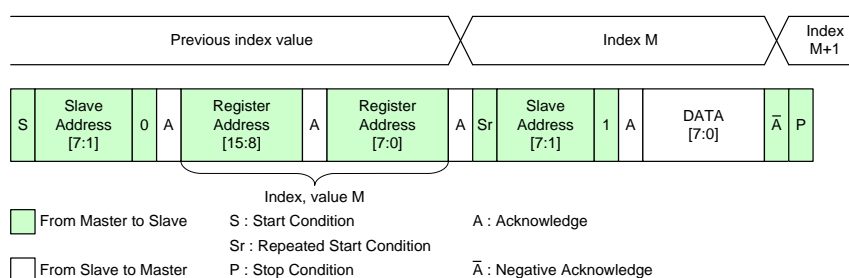 Previous index value
Index M
Index
M+1
S
Slave
Address
[7:1]
0
A
Register
Address
[15:8]
A
Register
Address
[7:0]
A
Sr
Slave
Address
[7:1]
1
A
DATA
[7:0]
A̅
P
Index, value M
From Master to Slave
S : Start Condition
A : Acknowledge
Sr : Repeated Start Condition
From Slave to Master
P : Stop Condition
A̅ : Negative Acknowledge